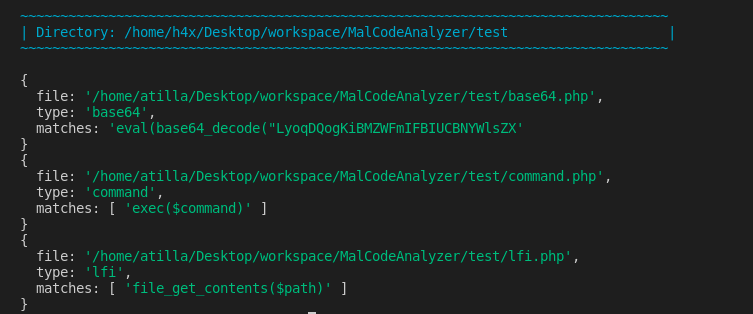 ~~~~~~~~~~~~~~~~~~~~~~~~~~~~~~~~~~~~~~~~~~~~~~~~~~~~~~~~~~~~~~~~~~~~~~~~~~~~~~~~~
| Directory: /home/h4x/Desktop/workspace/MalCodeAnalyzer/test                    |
~~~~~~~~~~~~~~~~~~~~~~~~~~~~~~~~~~~~~~~~~~~~~~~~~~~~~~~~~~~~~~~~~~~~~~~~~~~~~~~~~
{
  file: '/home/atilla/Desktop/workspace/MalCodeAnalyzer/test/base64.php',
  type: 'base64',
  matches: 'eval(base64_decode("LyoqDQogKiBMZWFmIFBIUCBNYWlsZX'
}
{
  file: '/home/atilla/Desktop/workspace/MalCodeAnalyzer/test/command.php',
  type: 'command',
  matches: [ 'exec($command)' ]
}
{
  file: '/home/atilla/Desktop/workspace/MalCodeAnalyzer/test/lfi.php',
  type: 'lfi',
  matches: [ 'file_get_contents($path)' ]
}